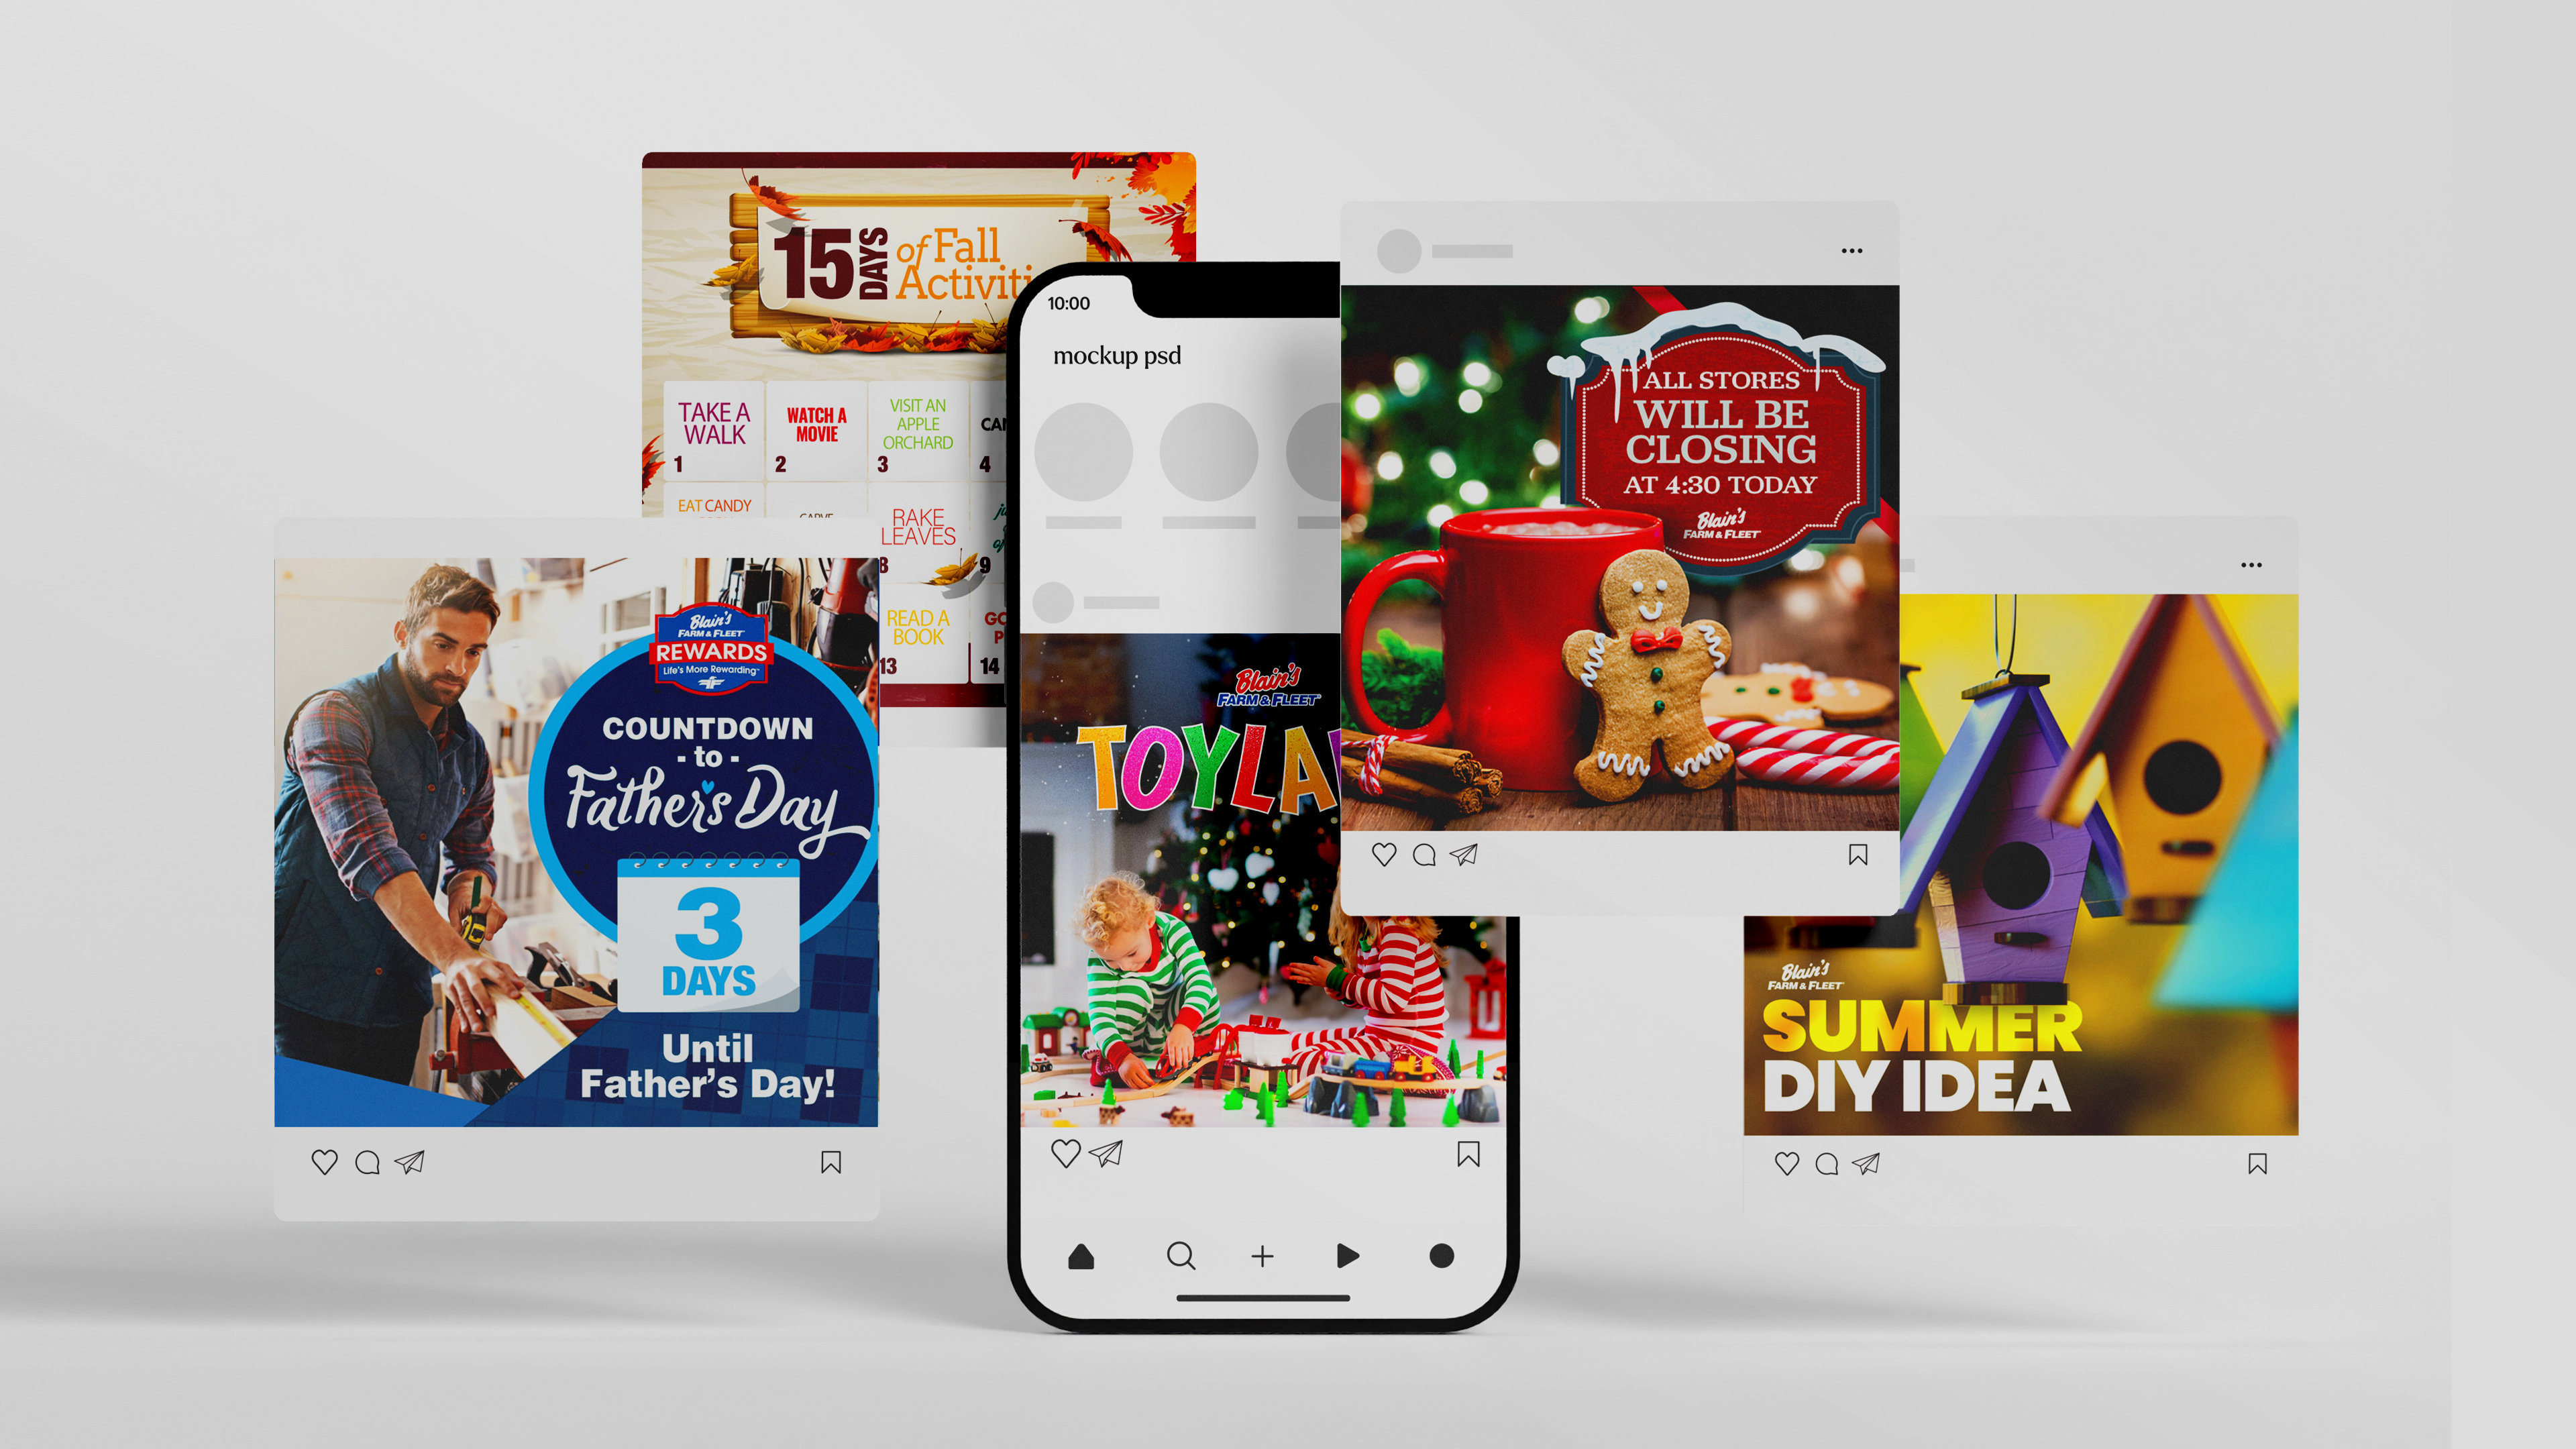 15 DAYS
of Fall
Activiti
TAKE A
WALK
1
WATCH A
MOVIE
2
VISIT AN
APPLE
ORCHARD
3
4
EAT CANDY
RAKE
LEAVES
8
9
READ A
BOOK
13
14
Blain's
FARM & FLEET
REWARDS
Life's More Rewarding™
COUNTDOWN
- to -
Father's Day
3
DAYS
Until
Father's Day!
10:00
mockup psd
Blain's
FARM & FLEET
TOYLA
ALL STORES
WILL BE
CLOSING
AT 4:30 TODAY
Blain's
FARM & FLEET
Blain's
FARM & FLEET
SUMMER
DIY IDEA